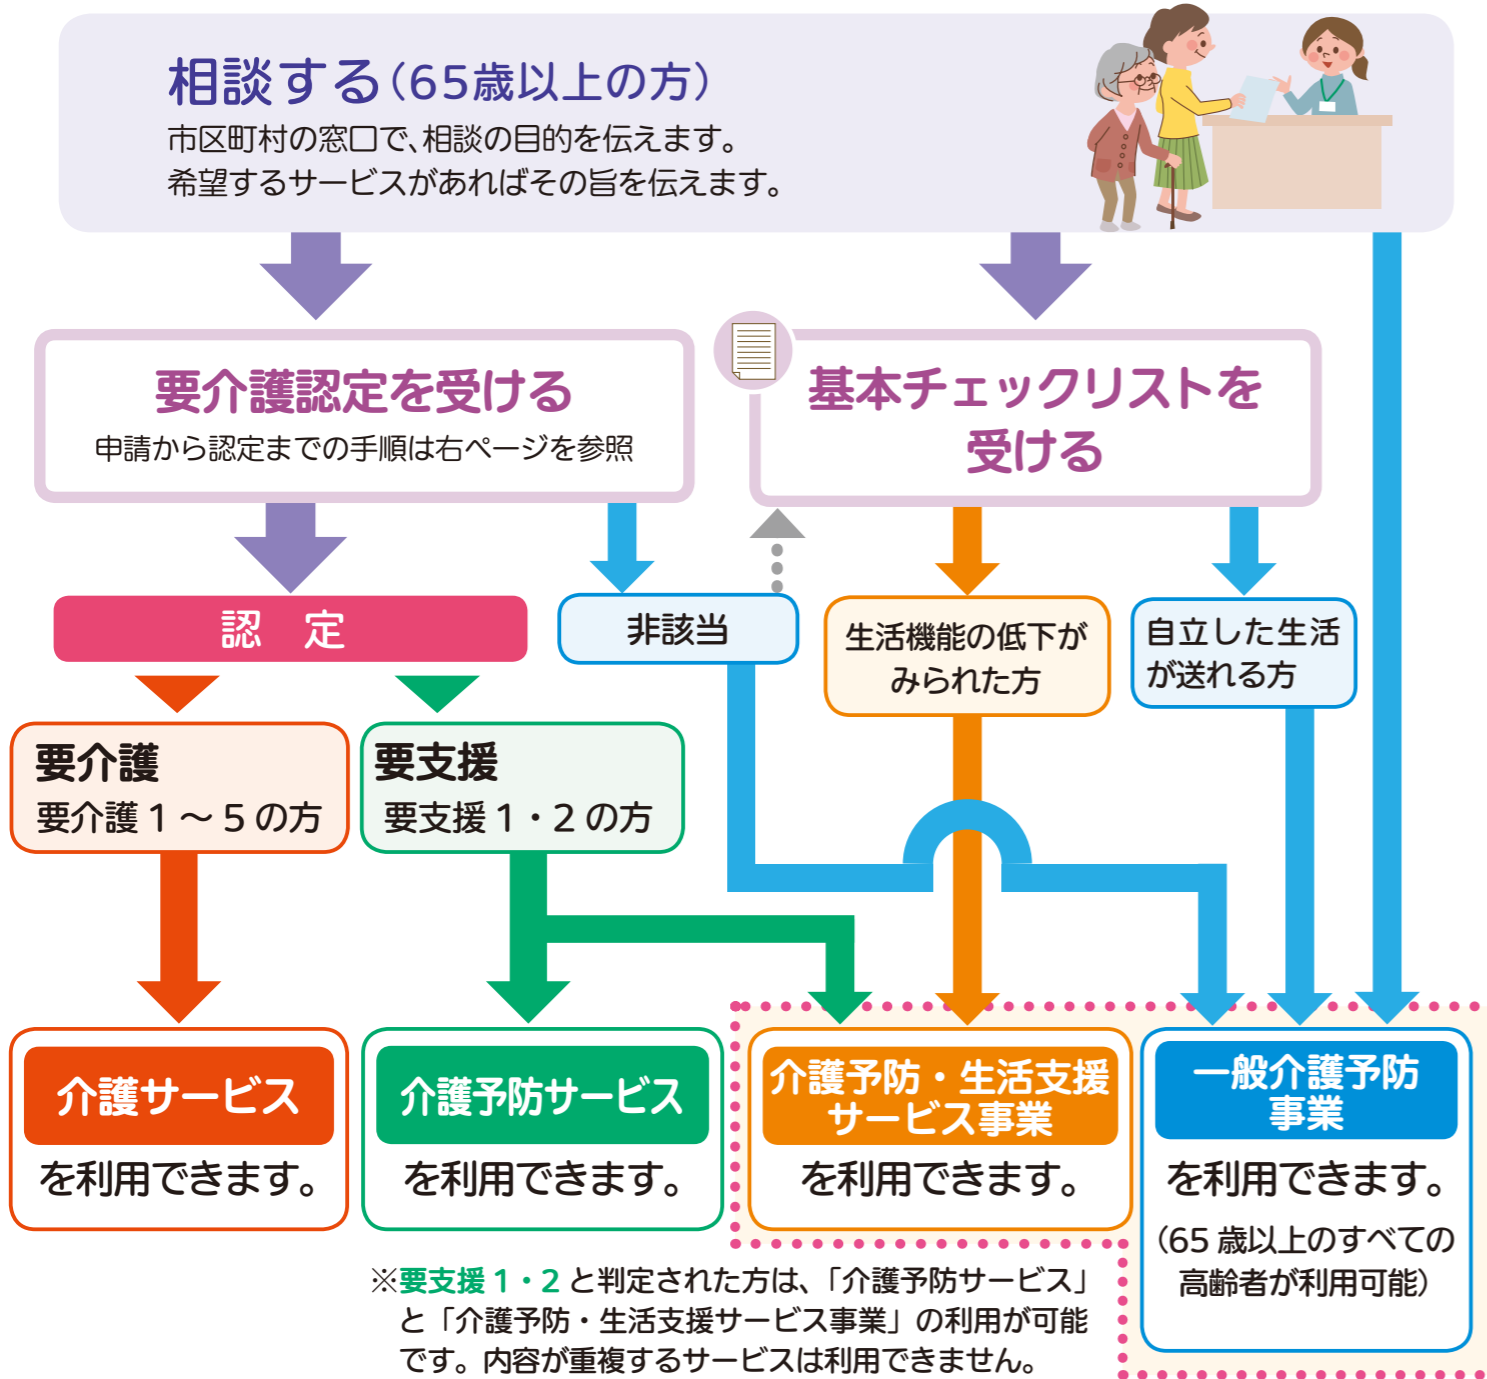 相談する(65歳以上の方)
市区町村の窓口で、相談の目的を伝えます。
希望するサービスがあればその旨を伝えます。
要介護認定を受ける
申請から認定までの手順は右ページを参照
基本チェックリストを
受ける
認 定
非該当
生活機能の低下が
みられた方
自立した生活
が送れる方
要介護
要介護1～5の方
要支援
要支援1・2の方
介護サービス
を利用できます。
介護予防サービス
を利用できます。
介護予防・生活支援
サービス事業
を利用できます。
一般介護予防
事業
を利用できます。
(65歳以上のすべての
高齢者が利用可能)
※要支援1・2と判定された方は、「介護予防サービス」
と「介護予防・生活支援サービス事業」の利用が可能
です。内容が重複するサービスは利用できません。